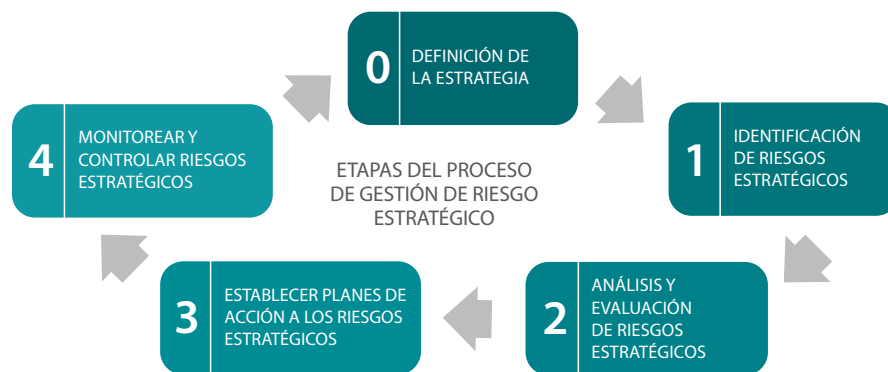 0
DEFINICIÓN DE
LA ESTRATEGIA
1
IDENTIFICACIÓN
DE RIESGOS
ESTRATÉGICOS
2
ANÁLISIS Y
EVALUACIÓN
DE RIESGOS
ESTRATÉGICOS
3
ESTABLECER PLANES DE
ACCIÓN A LOS RIESGOS
ESTRATÉGICOS
4
MONITOREAR Y
CONTROLAR RIESGOS
ESTRATÉGICOS
ETAPAS DEL PROCESO
DE GESTIÓN DE RIESGO
ESTRATÉGICO